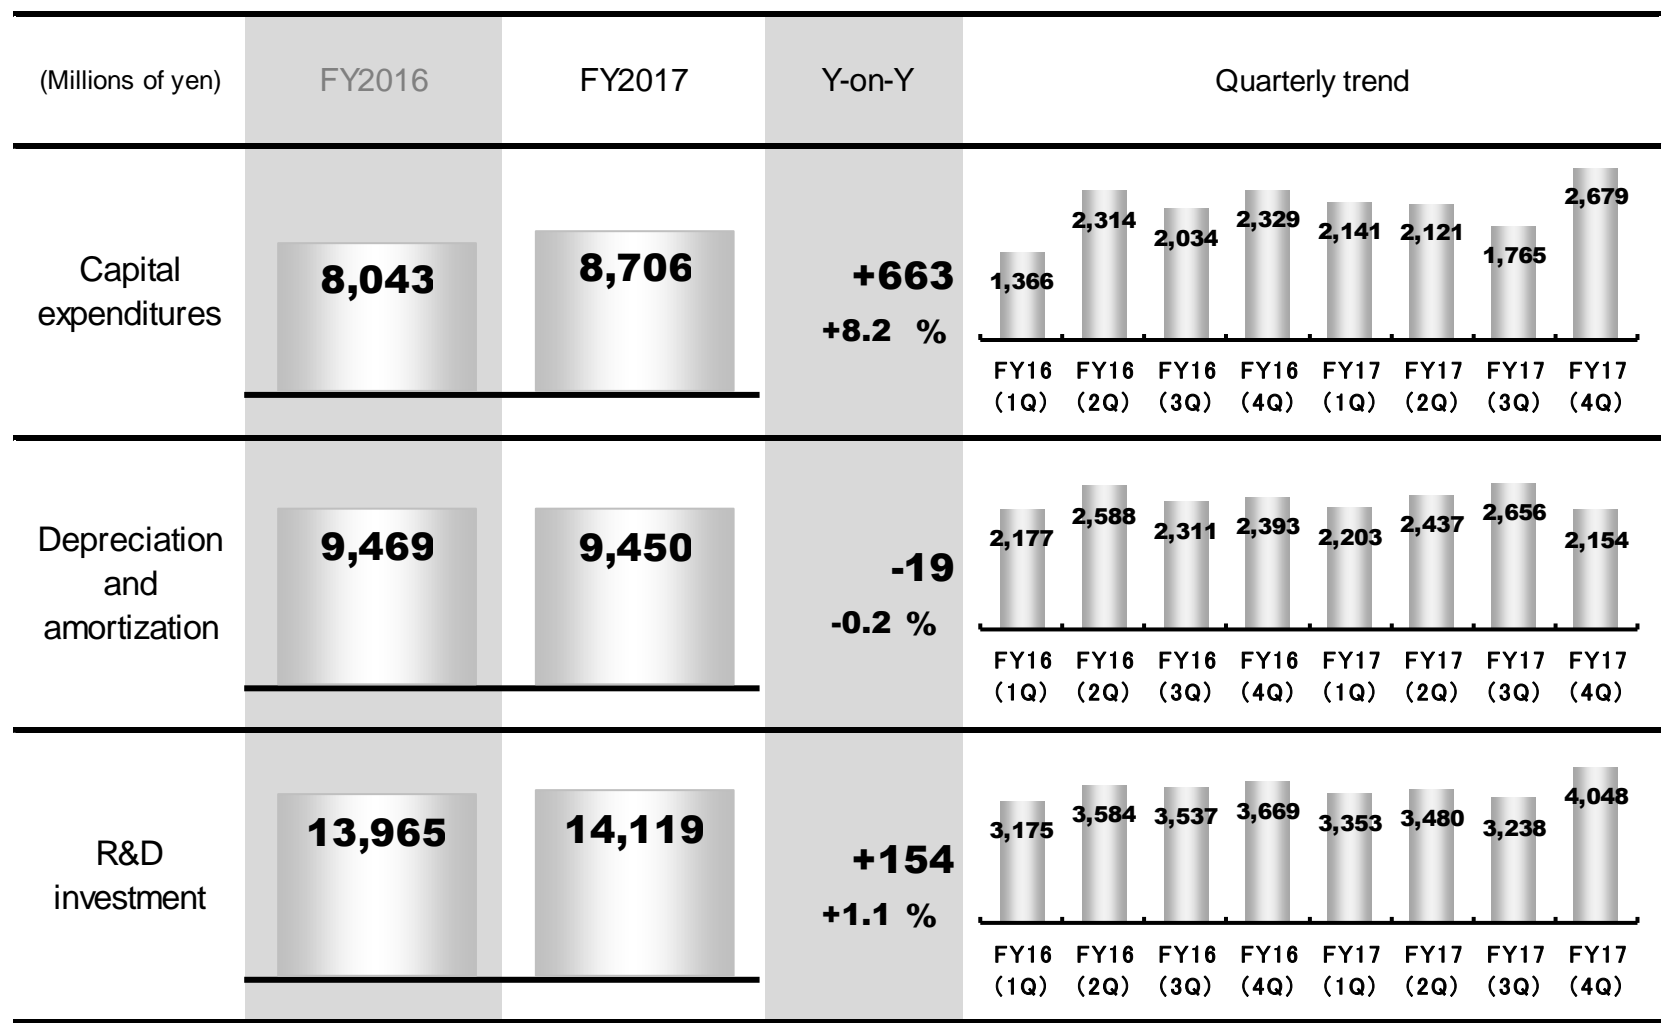 (Millions of yen) FY2016 FY2017 Y-on-Y Quarterly trend
Capital
expenditures
8,043
8,706
+663
+8.2 %
1,366 2,314 2,034 2,329 2,141 2,121 1,765 2,679
FY16 FY16 FY16 FY16 FY17 FY17 FY17 FY17
(1Q) (2Q) (3Q) (4Q) (1Q) (2Q) (3Q) (4Q)
Depreciation
and
amortization
9,469
9,450
-19
-0.2 %
2,177 2,588 2,311 2,393 2,203 2,437 2,656 2,154
FY16 FY16 FY16 FY16 FY17 FY17 FY17 FY17
(1Q) (2Q) (3Q) (4Q) (1Q) (2Q) (3Q) (4Q)
R&D
investment
13,965
14,119
+154
+1.1 %
3,175 3,584 3,537 3,669 3,353 3,480 3,238 4,048
FY16 FY16 FY16 FY16 FY17 FY17 FY17 FY17
(1Q) (2Q) (3Q) (4Q) (1Q) (2Q) (3Q) (4Q)